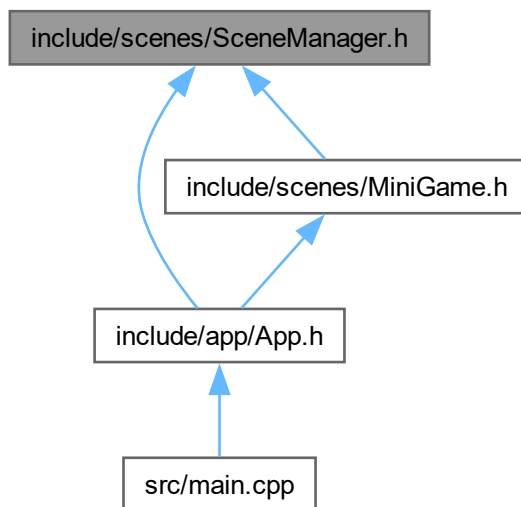 include/scenes/SceneManager.h
include/scenes/MiniGame.h
include/app/App.h
src/main.cpp